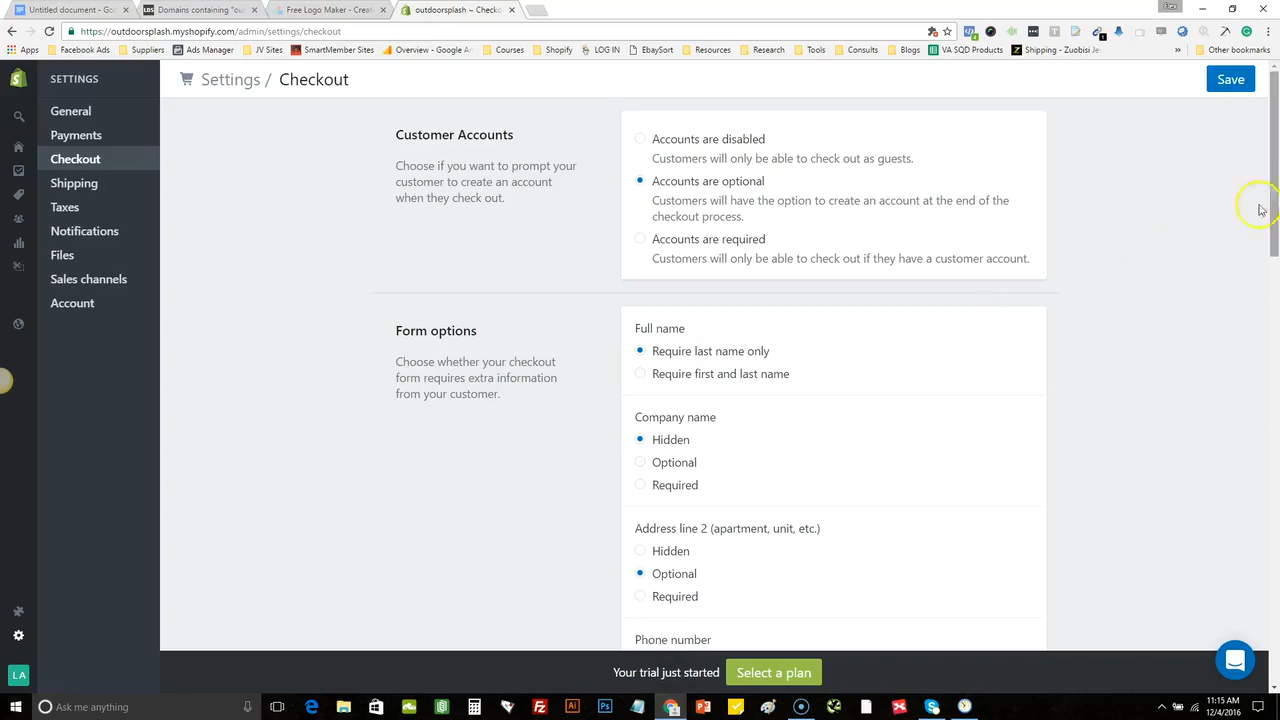 Untitled document - Goo
Domains containing "out
Free Logo Maker - Create
outdoorsplash ~ Checko
https://outdoorsplash.myshopify.com/admin/settings/checkout
Apps
Facebook Ads
Suppliers
Ads Manager
JV Sites
SmartMember Sites
Overview - Google An
Courses
Shopify
LOG IN
EbaySort
Resources
Research
Tools
Consults
Blogs
VA SQD Products
Shipping - Zuobisi Je
Other bookmarks
SETTINGS
Settings / Checkout
Save
General
Payments
Checkout
Shipping
Taxes
Notifications
Files
Sales channels
Account
LA
Customer Accounts
Choose if you want to prompt your
customer to create an account
when they check out.
Accounts are disabled
Customers will only be able to check out as guests.
Accounts are optional
Customers will have the option to create an account at the end of the
checkout process.
Accounts are required
Customers will only be able to check out if they have a customer account.
Form options
Choose whether your checkout
form requires extra information
from your customer.
Full name
Require last name only
Require first and last name
Company name
Hidden
Optional
Required
Address line 2 (apartment, unit, etc.)
Hidden
Optional
Required
Phone number
Your trial just started
Select a plan
Ask me anything
11:15 AM
12/4/2016